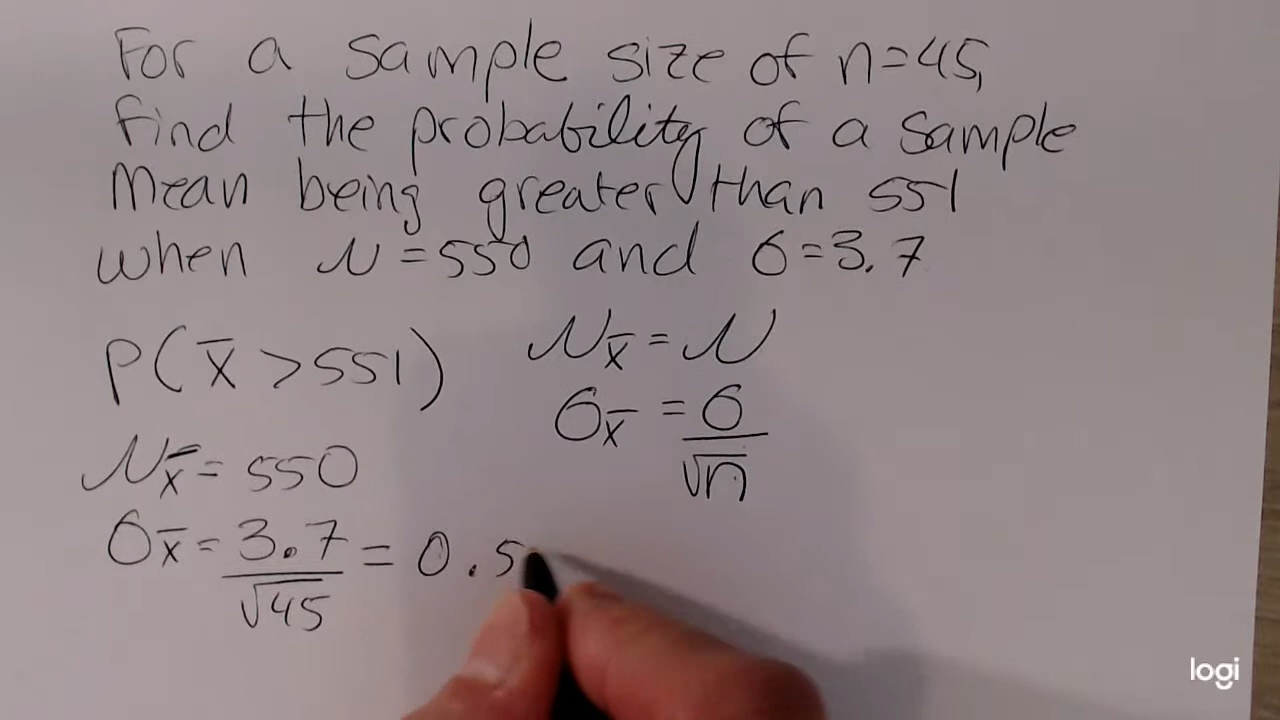 For a sample size of n=45,
find the probability of a sample
mean being greater than 551
when μ=550 and σ=3.7
P(x̄ >551)
μx̄ = μ
σx̄ = σ/√n
μx̄ = 550
σx̄ = 3.7/√45 = 0.5
logi